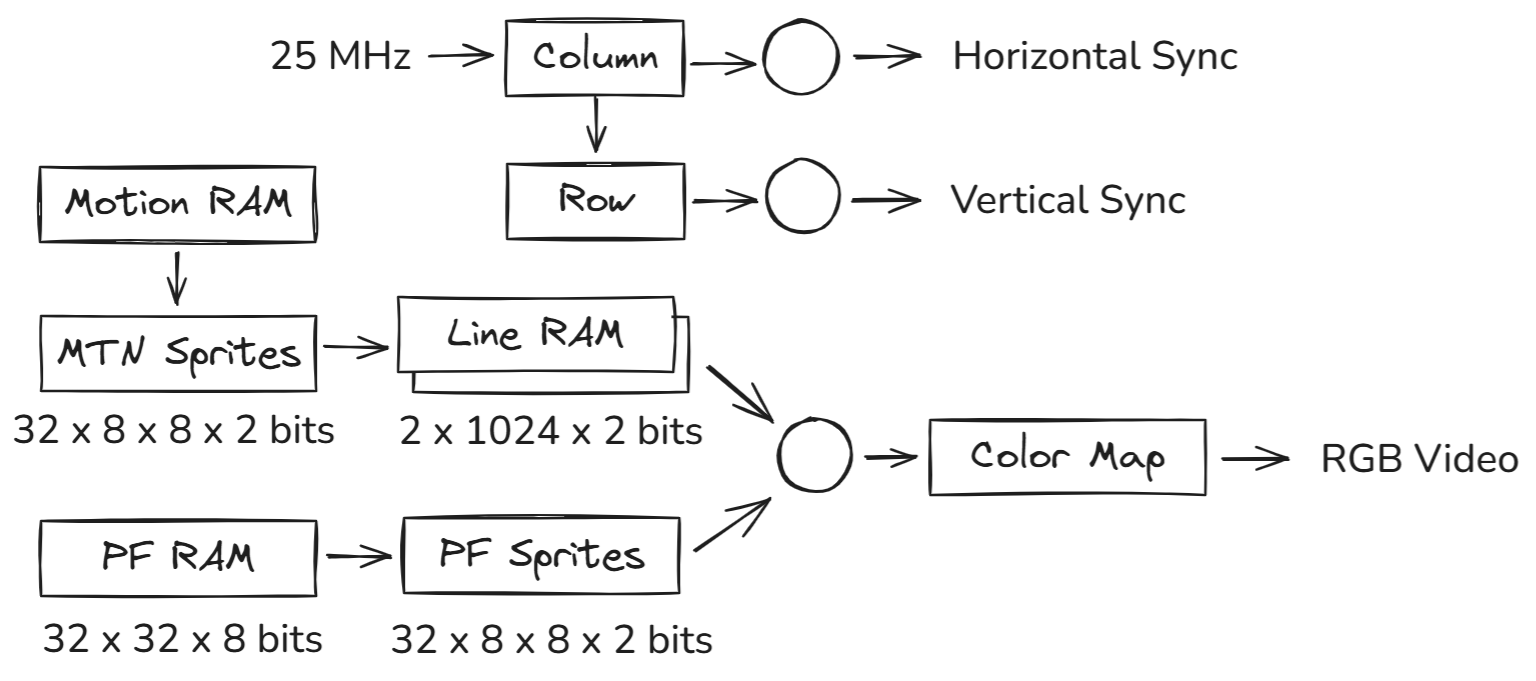 25 MHz
Column
Horizontal Sync
Motion RAM
Row
Vertical Sync
MTN Sprites
Line RAM
32 x 8 x 8 x 2 bits
2 x 1024 x 2 bits
Color Map
RGB Video
PF RAM
PF Sprites
32 x 32 x 8 bits
32 x 8 x 8 x 2 bits